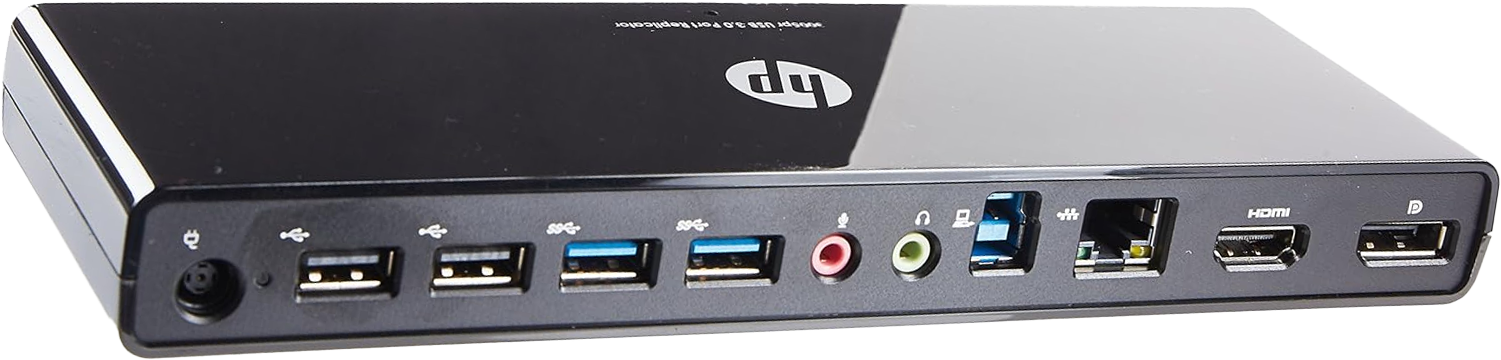 3005pr USB 3.0 Port Replicator
hp
HDMI